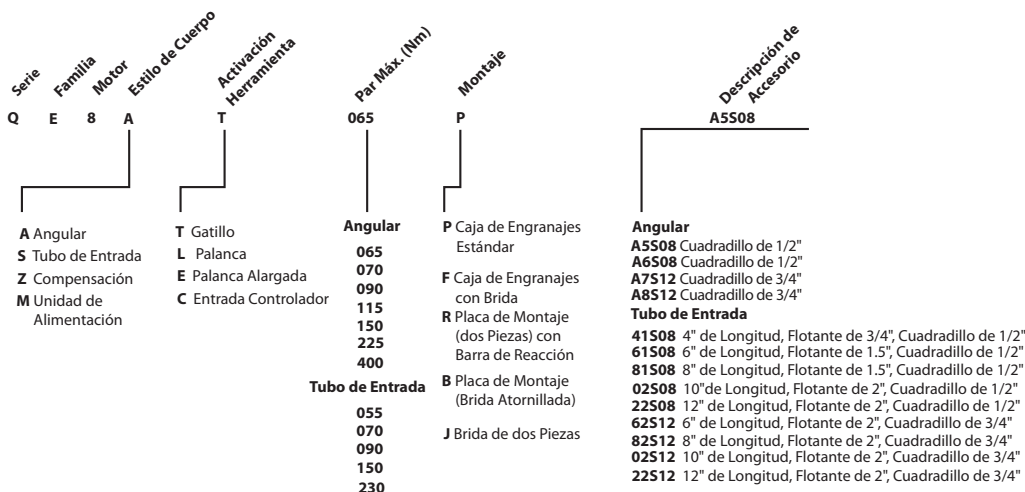 Serie
Familia
Motor
Estilo de Cuerpo
Activación
Herramienta
Par Máx. (Nm)
Montaje
Descripción de
Accesorio
Q E 8 A T 065 P A5S08
A Angular
S Tubo de Entrada
Z Compensación
M Unidad de
Alimentación
T Gatillo
L Palanca
E Palanca Alargada
C Entrada Controlador
Angular
065
070
090
115
150
225
400
Tubo de Entrada
055
070
090
150
230
P Caja de Engranajes
Estándar
F Caja de Engranajes
con Brida
R Placa de Montaje
(dos Piezas) con
Barra de Reacción
B Placa de Montaje
(Brida Atornillada)
J Brida de dos Piezas
Angular
A5S08 Cuadradillo de 1/2"
A6S08 Cuadradillo de 1/2"
A7S12 Cuadradillo de 3/4"
A8S12 Cuadradillo de 3/4"
Tubo de Entrada
41S08 4" de Longitud, Flotante de 3/4", Cuadradillo de 1/2"
61S08 6" de Longitud, Flotante de 1.5", Cuadradillo de 1/2"
81S08 8" de Longitud, Flotante de 1.5", Cuadradillo de 1/2"
02S08 10"de Longitud, Flotante de 2", Cuadradillo de 1/2"
22S08 12" de Longitud, Flotante de 2", Cuadradillo de 1/2"
62S12 6" de Longitud, Flotante de 2", Cuadradillo de 3/4"
82S12 8" de Longitud, Flotante de 2", Cuadradillo de 3/4"
02S12 10" de Longitud, Flotante de 2", Cuadradillo de 3/4"
22S12 12" de Longitud, Flotante de 2", Cuadradillo de 3/4"